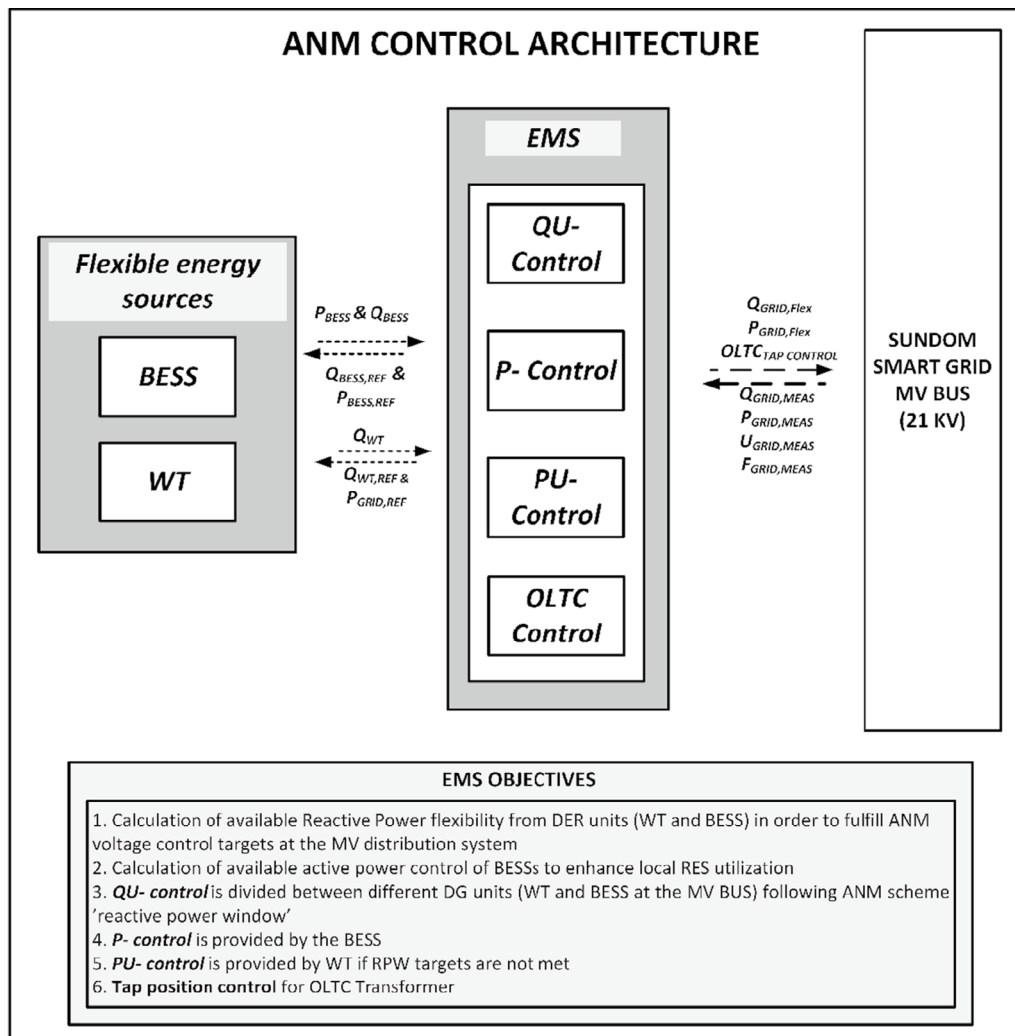 ANM CONTROL ARCHITECTURE
EMS
QU-
Control
P- Control
PU-
Control
OLTC
Control
Flexible energy
sources
BESS
WT
P_BESS & Q_BESS
Q_BESS,REF &
P_BESS,REF
Q_WT
Q_WT,REF &
P_GRID,REF
Q_GRID,Flex
P_GRID,Flex
OLTC_TAP CONTROL
Q_GRID,MEAS
P_GRID,MEAS
U_GRID,MEAS
F_GRID,MEAS
SUNDOM
SMART GRID
MV BUS
(21 KV)
EMS OBJECTIVES
1. Calculation of available Reactive Power flexibility from DER units (WT and BESS) in order to fulfill ANM
voltage control targets at the MV distribution system
2. Calculation of available active power control of BESSs to enhance local RES utilization
3. QU- control is divided between different DG units (WT and BESS at the MV BUS) following ANM scheme
'reactive power window'
4. P- control is provided by the BESS
5. PU- control is provided by WT if RPW targets are not met
6. Tap position control for OLTC Transformer